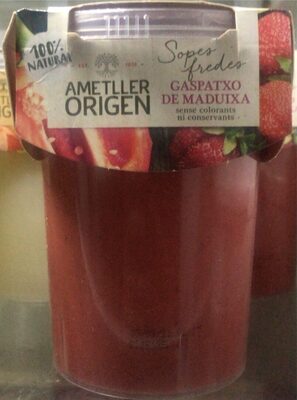 100%
NATURAL
AMETLLER
ORIGEN
Sopes
fredes
GASPATXO
DE MADUIXA
sense colorants
ni conservants